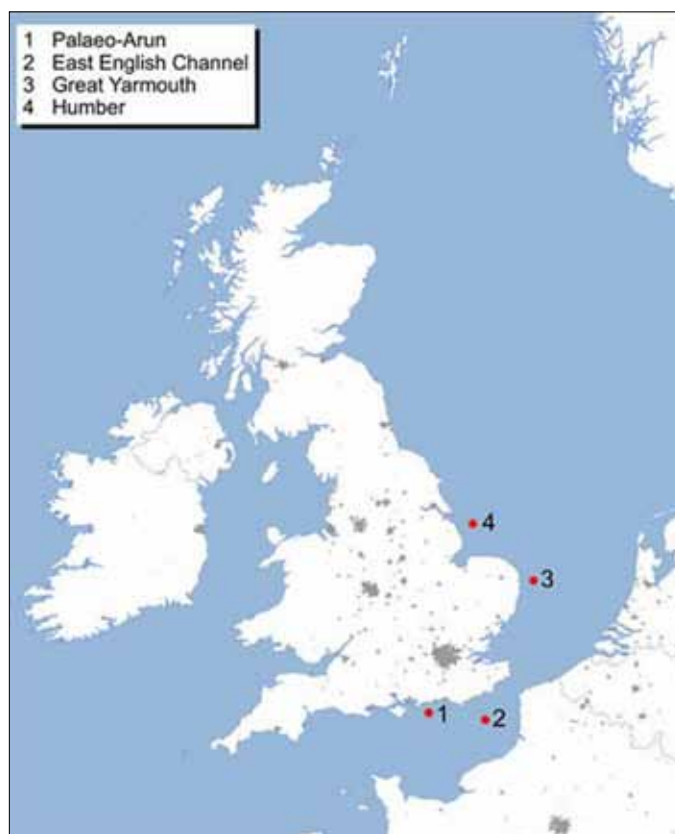 1 Palaeo-Arun
2 East English Channel
3 Great Yarmouth
4 Humber
4
3
1
2